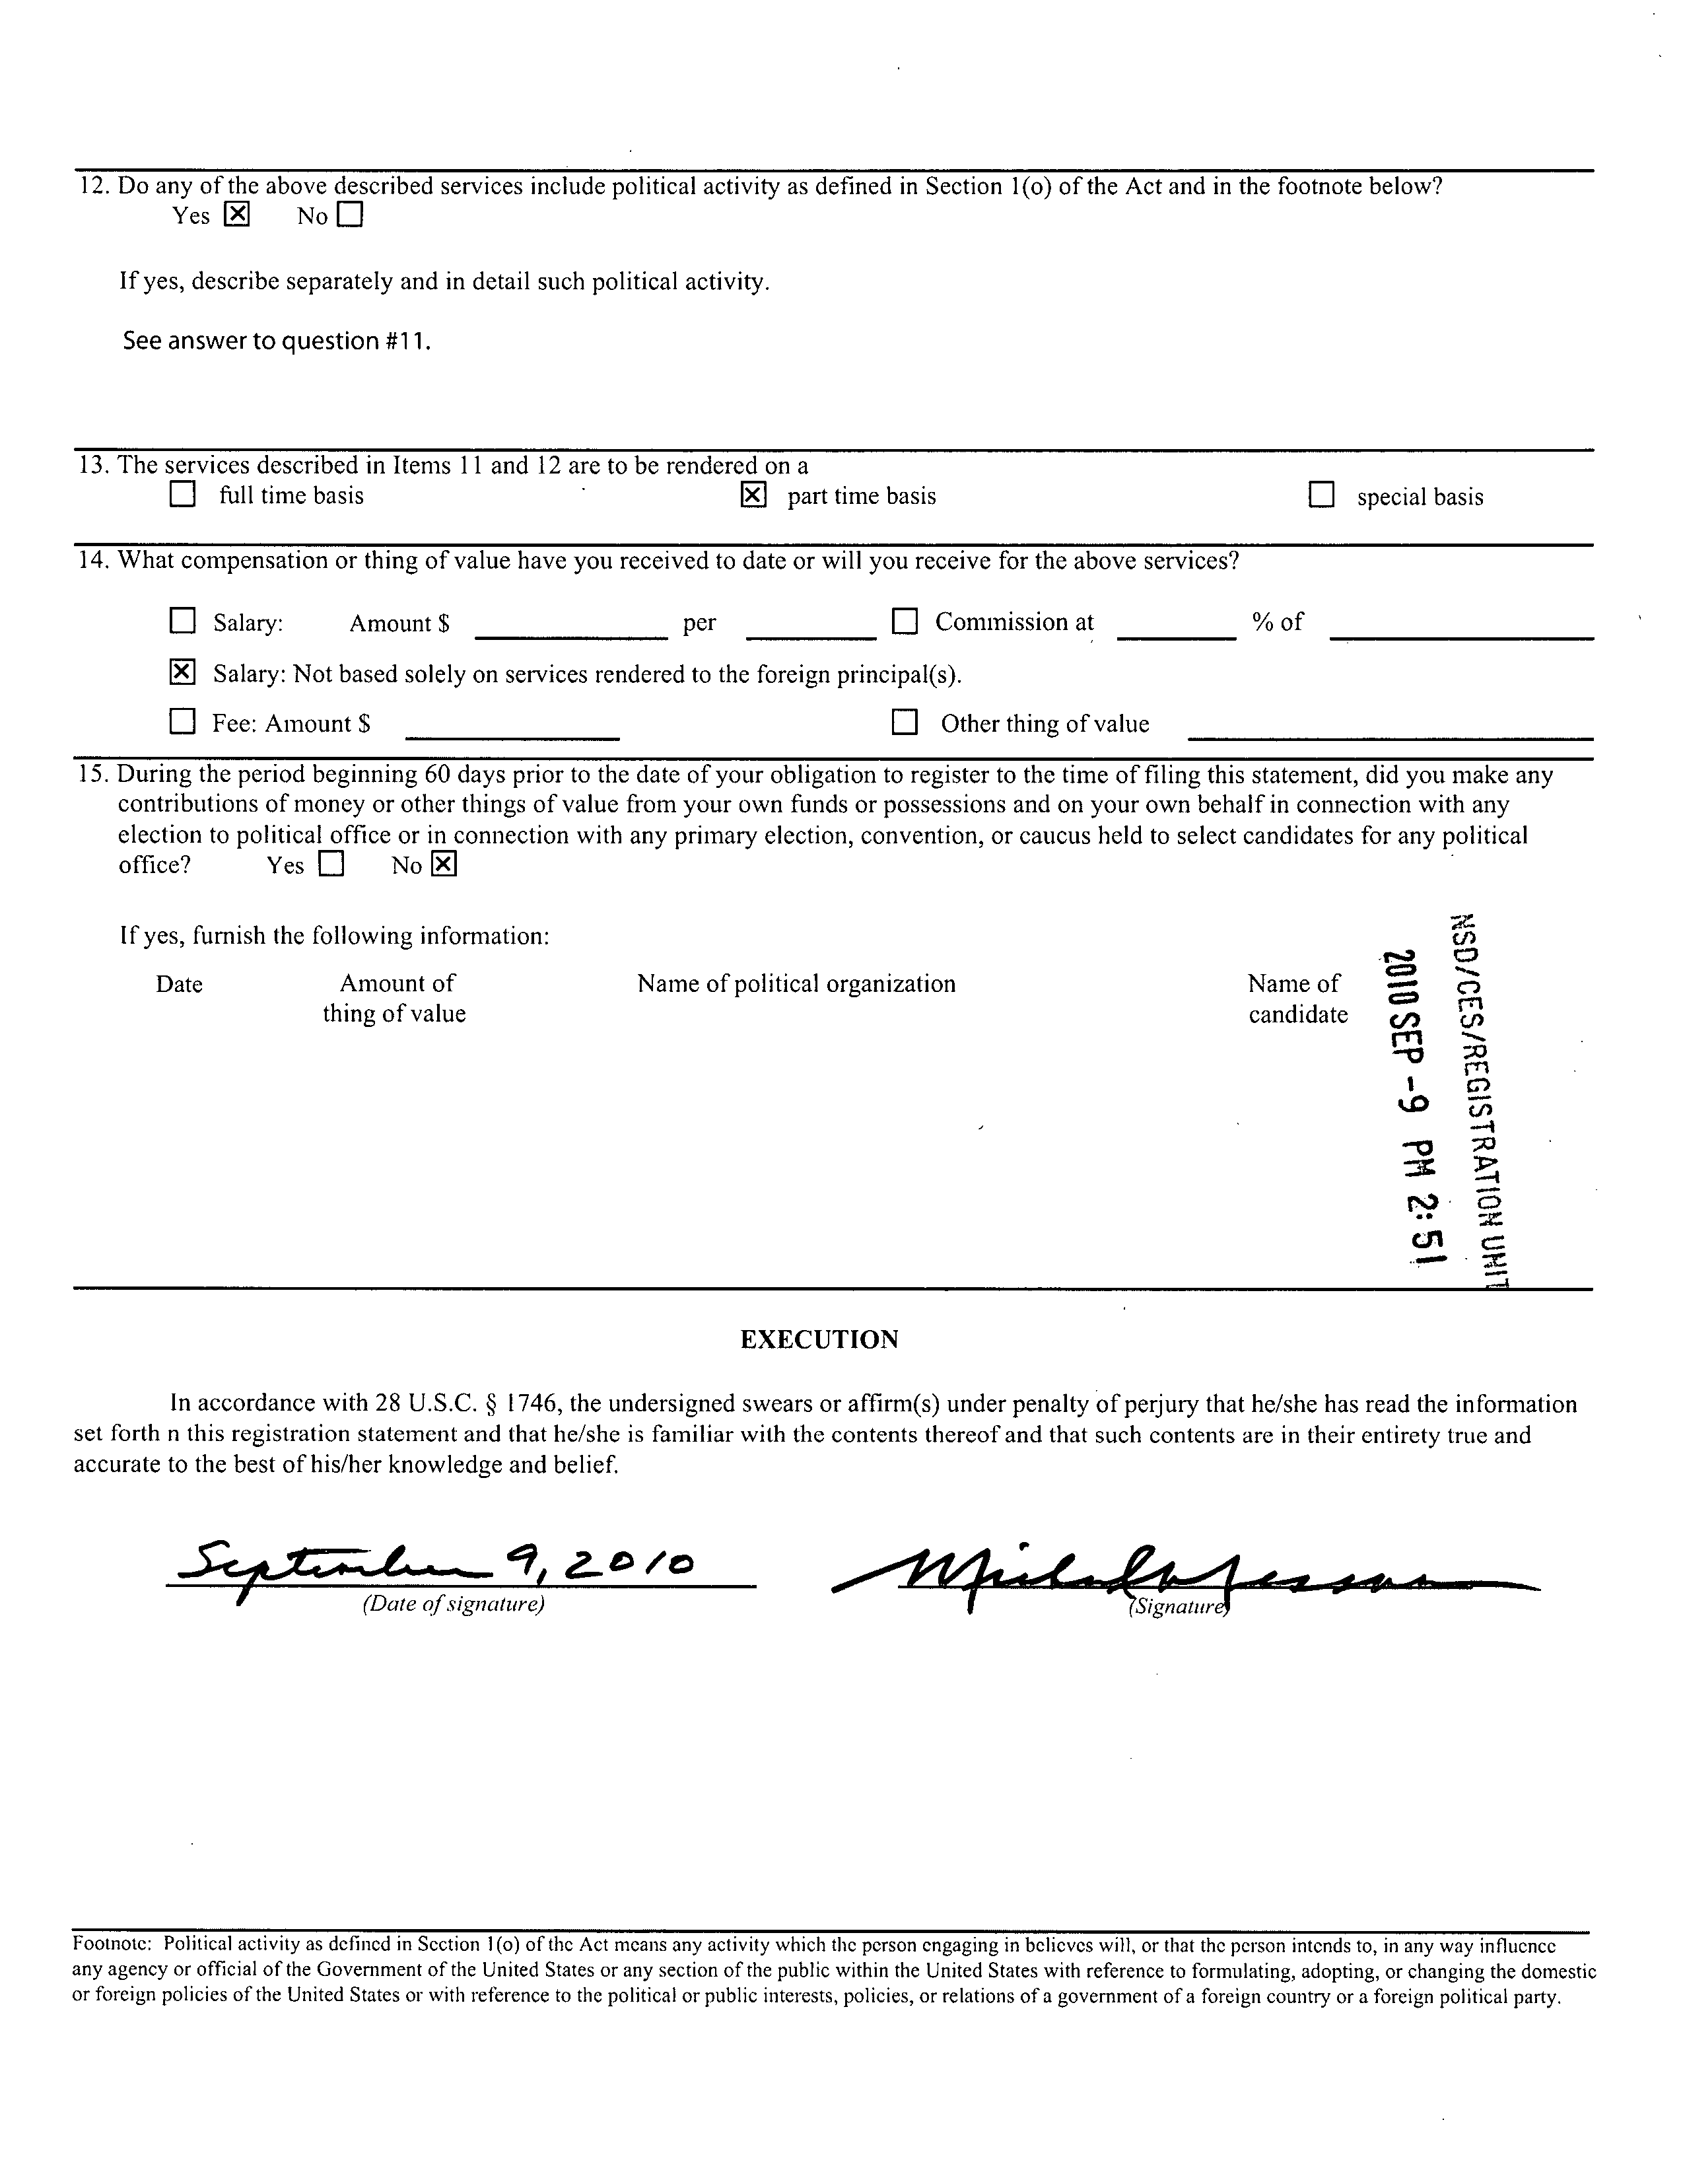 12. Do any of the above described services include political activity as defined in Section 1(o) of the Act and in the footnote below?
Yes ☒ No ☐
If yes, describe separately and in detail such political activity.
See answer to question #11.
13. The services described in Items 11 and 12 are to be rendered on a
☐ full time basis ☒ part time basis ☐ special basis
14. What compensation or thing of value have you received to date or will you receive for the above services?
☐ Salary: Amount $ ______ per ______ ☐ Commission at ______ % of ______
☒ Salary: Not based solely on services rendered to the foreign principal(s).
☐ Fee: Amount $ ______ ☐ Other thing of value ______
15. During the period beginning 60 days prior to the date of your obligation to register to the time of filing this statement, did you make any
contributions of money or other things of value from your own funds or possessions and on your own behalf in connection with any
election to political office or in connection with any primary election, convention, or caucus held to select candidates for any political
office? Yes ☐ No ☒
If yes, furnish the following information:
Date Amount of Name of political organization Name of
thing of value candidate
NSD/CES/REGISTRATION UNIT
2010 SEP -9 PM 2:51
EXECUTION
In accordance with 28 U.S.C. § 1746, the undersigned swears or affirm(s) under penalty of perjury that he/she has read the information
set forth n this registration statement and that he/she is familiar with the contents thereof and that such contents are in their entirety true and
accurate to the best of his/her knowledge and belief.
September 9, 2010
(Date of signature) (Signature)
Footnote: Political activity as defined in Section 1(o) of the Act means any activity which the person engaging in believes will, or that the person intends to, in any way influence
any agency or official of the Government of the United States or any section of the public within the United States with reference to formulating, adopting, or changing the domestic
or foreign policies of the United States or with reference to the political or public interests, policies, or relations of a government of a foreign country or a foreign political party.